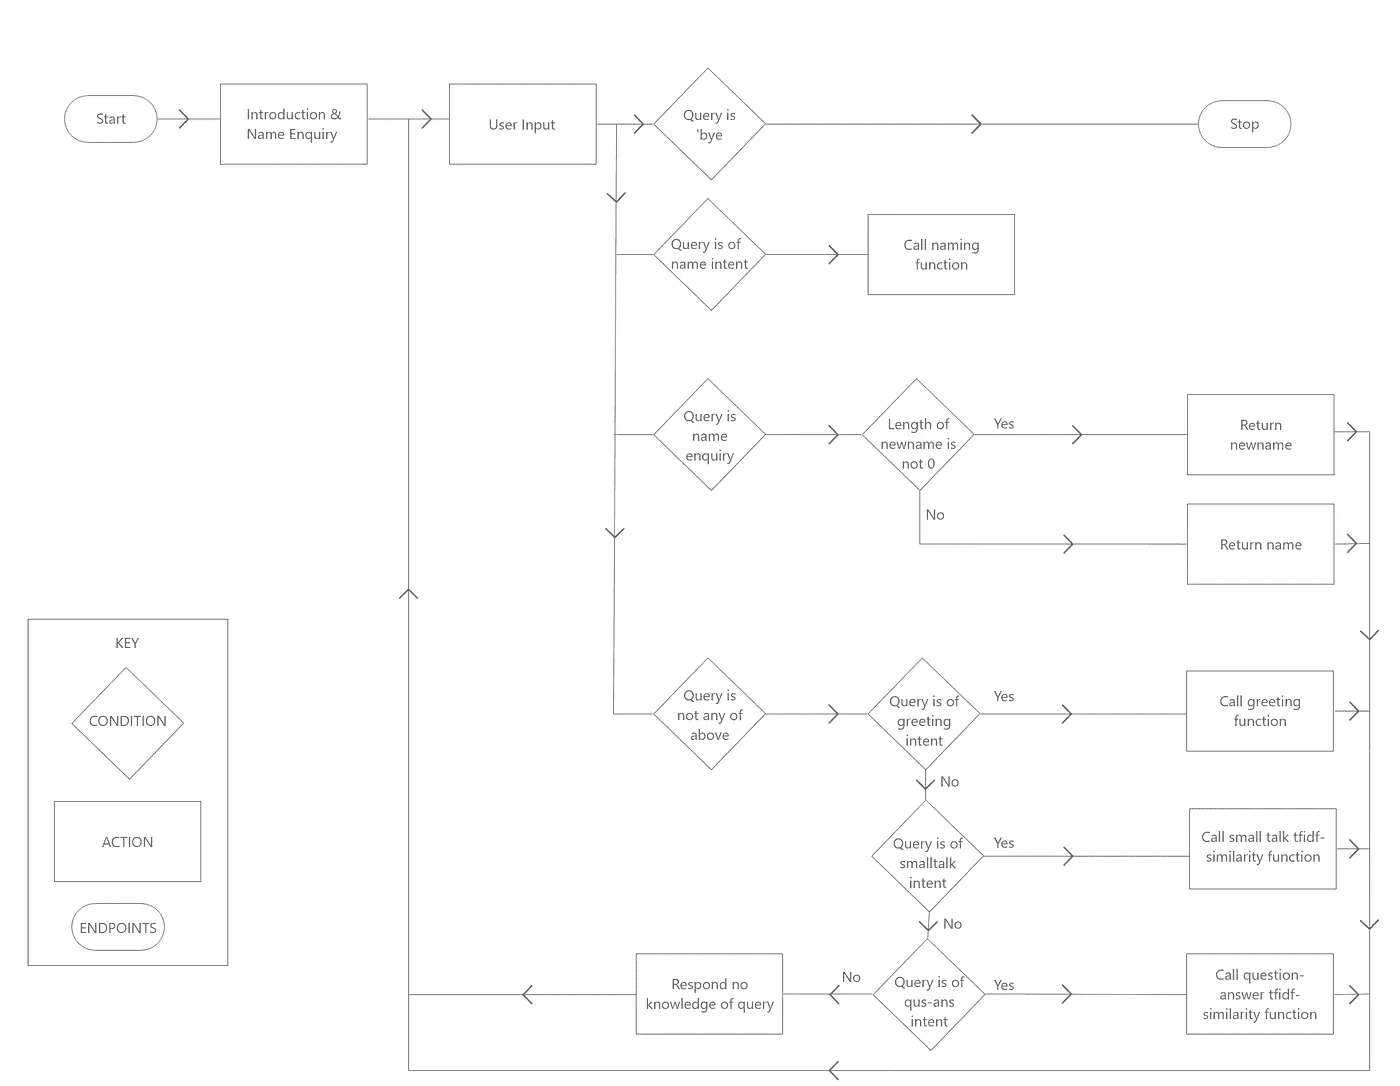 Start
Introduction &
Name Enquiry
User Input
Query is
'bye
Stop
Query is of
name intent
Call naming
function
Query is
name
enquiry
Length of
newname is
not 0
Yes
Return
newname
No
Return name
KEY
CONDITION
ACTION
ENDPOINTS
Query is
not any of
above
Query is of
greeting
intent
Yes
Call greeting
function
No
Query is of
smalltalk
intent
Yes
Call small talk tfidf-
similarity function
No
Query is of
qus-ans
intent
Yes
Call question-
answer tfidf-
similarity function
No
Respond no
knowledge of query